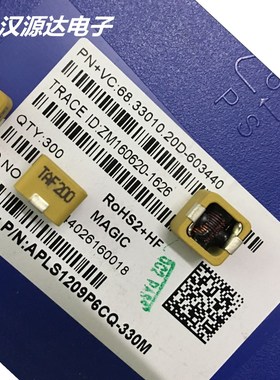 汉源达电子
PN+VC:68.33010.20D-603440
TRACE ID:ZM160620-1626
QTY:300
RoHS2+HF
MAGIC
4026160018
/P/N:APLS1209P6CQ-330M
TAF200